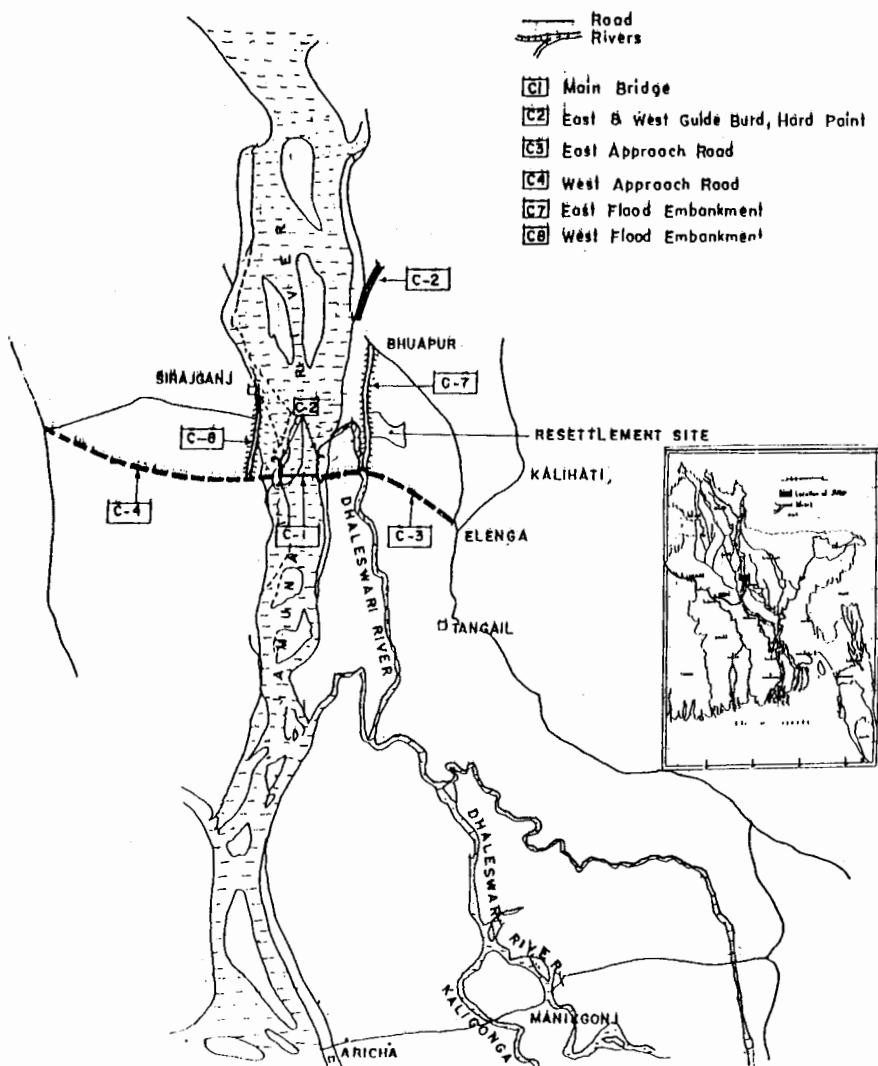 Road
Rivers
C1 Main Bridge
C2 East & West Guide Bund, Hard Point
C3 East Approach Road
C4 West Approach Road
C7 East Flood Embankment
C8 West Flood Embankment
C-2
BHUAPUR
SIRAJGANJ
C-7
C-2
C-8
RESETTLEMENT SITE
KALIHATI
C-4
C-1
C-3
ELENGA
TANGAIL
JAMUNA RIVER
DHALESWARI RIVER
DHALESWARI RIVER
KALIGONGA
MANIKGONJ
ARICHA